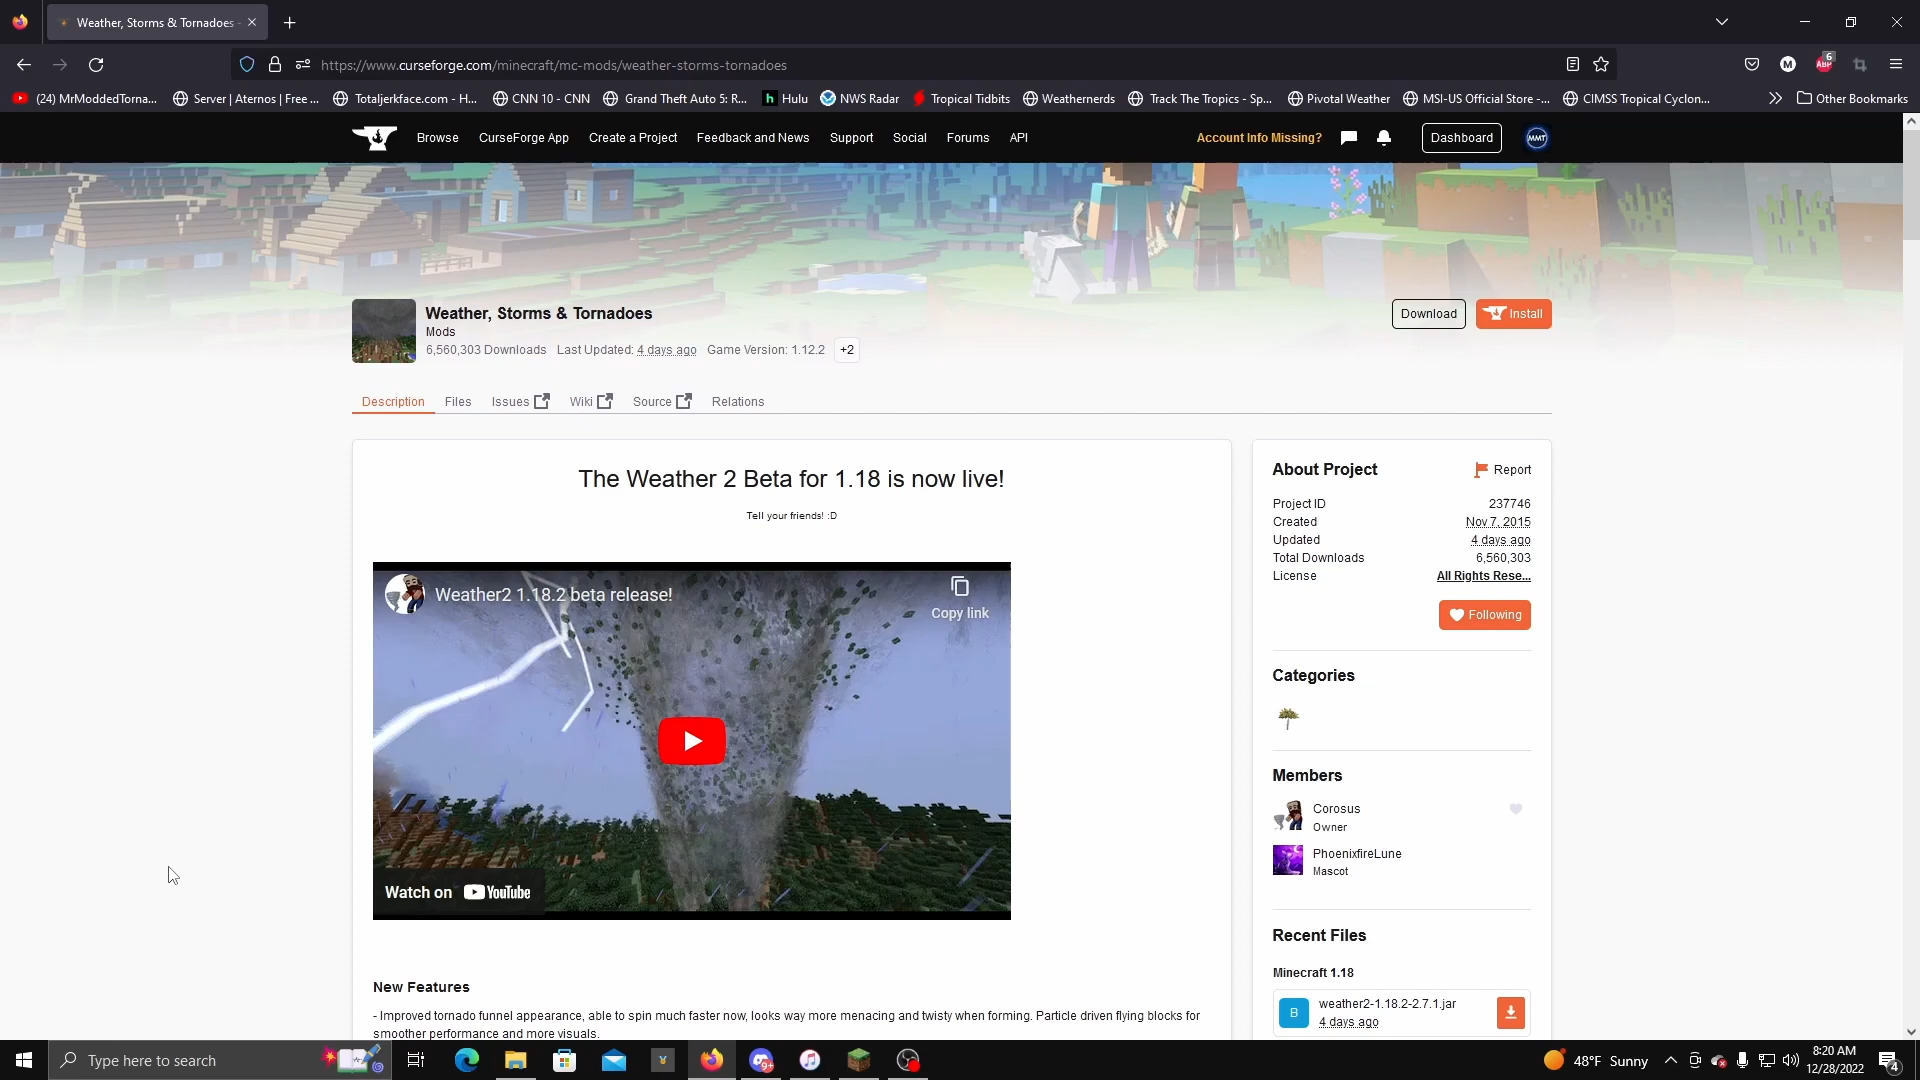 Weather, Storms & Tornadoes -
https://www.curseforge.com/minecraft/mc-mods/weather-storms-tornadoes
M
ABP
6
(24) MrModdedTorna...
Server | Aternos | Free ...
Totaljerkface.com - H...
CNN 10 - CNN
Grand Theft Auto 5: R...
h Hulu
NWS Radar
Tropical Tidbits
Weathernerds
Track The Tropics - Sp...
Pivotal Weather
MSI-US Official Store -...
CIMSS Tropical Cyclon...
Other Bookmarks
Browse
CurseForge App
Create a Project
Feedback and News
Support
Social
Forums
API
Account Info Missing?
Dashboard
MMT
Weather, Storms & Tornadoes
Mods
6,560,303 Downloads Last Updated: 4 days ago Game Version: 1.12.2 +2
Download
Install
Description
Files
Issues
Wiki
Source
Relations
The Weather 2 Beta for 1.18 is now live!
Tell your friends! :D
Weather2 1.18.2 beta release!
Copy link
Watch on YouTube
New Features
- Improved tornado funnel appearance, able to spin much faster now, looks way more menacing and twisty when forming. Particle driven flying blocks for
smoother performance and more visuals.
About Project
Report
Project ID 237746
Created Nov 7, 2015
Updated 4 days ago
Total Downloads 6,560,303
License All Rights Rese...
Following
Categories
Members
Corosus
Owner
PhoenixfireLune
Mascot
Recent Files
Minecraft 1.18
B
weather2-1.18.2-2.7.1.jar
4 days ago
Type here to search
9+
48°F Sunny
8:20 AM
12/28/2022
4